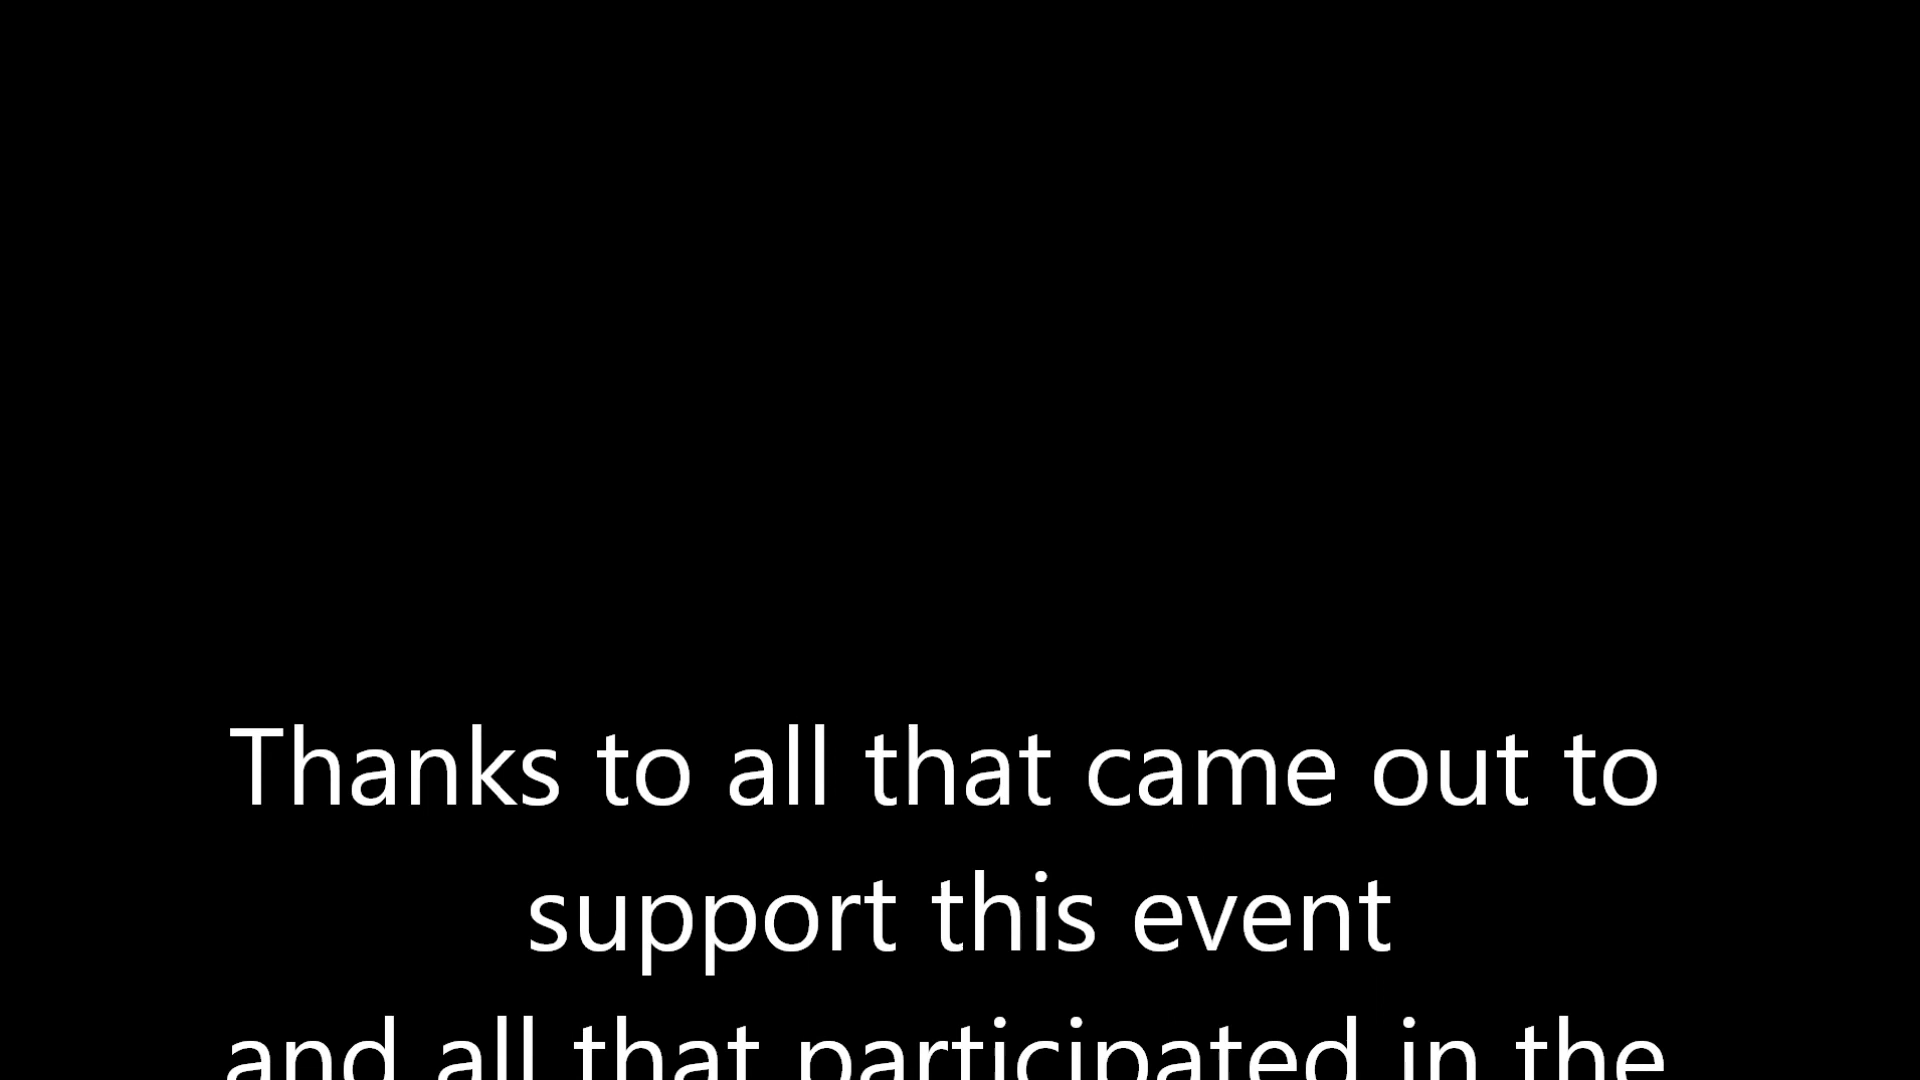 Thanks to all that came out to
support this event
and all that participated in the